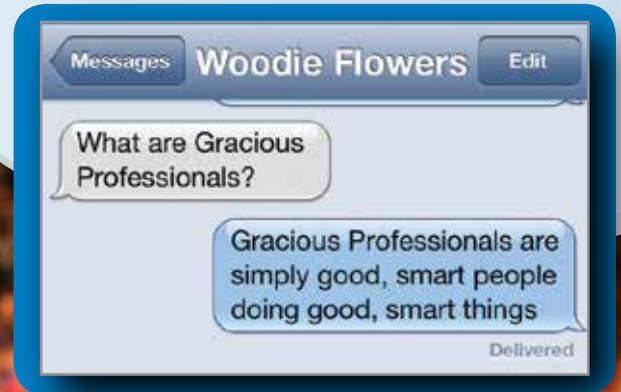 Messages Woodie Flowers Edit
What are Gracious
Professionals?
Gracious Professionals are
simply good, smart people
doing good, smart things
Delivered